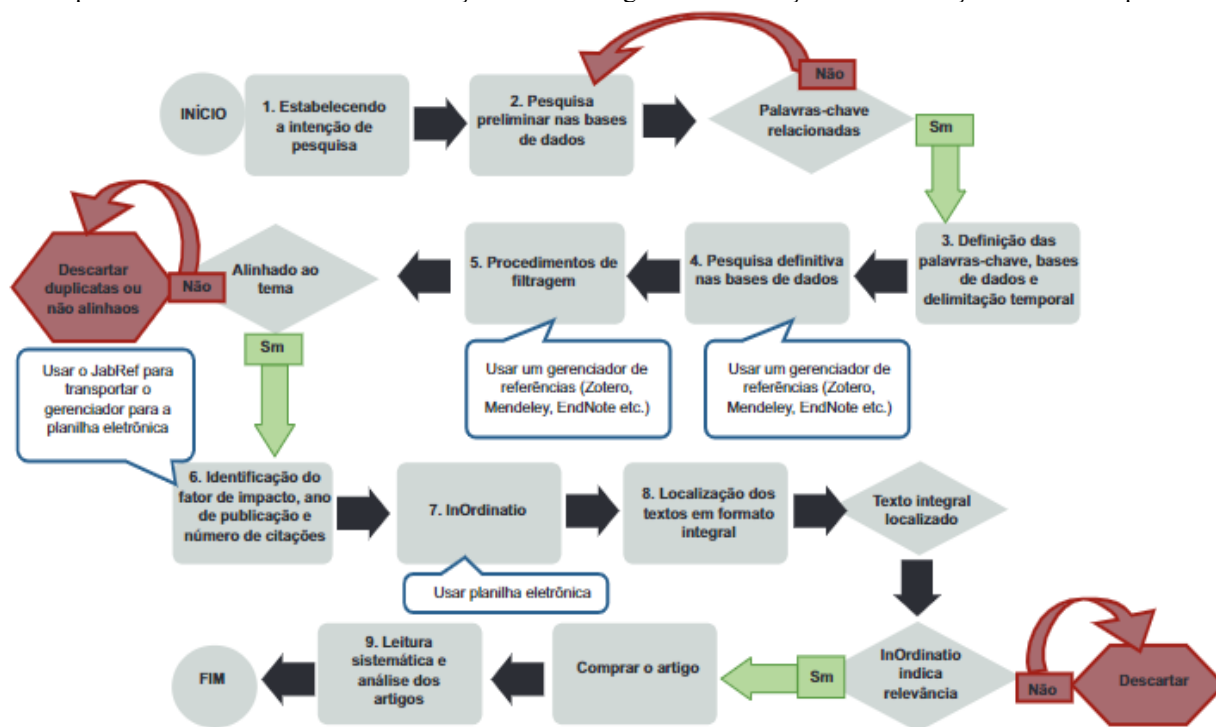 INÍCIO
1. Estabelecendo
a intenção de
pesquisa
2. Pesquisa
preliminar nas bases
de dados
Não
Palavras-chave
relacionadas
Sm
3. Definição das
palavras-chave, bases
de dados e
delimitação temporal
4. Pesquisa definitiva
nas bases de dados
5. Procedimentos de
filtragem
Alinhado ao
tema
Não
Descartar
duplicatas ou
não alinhaos
Sm
Usar o JabRef para
transportar o
gerenciador para a
planilha eletrônica
Usar um gerenciador de
referências (Zotero,
Mendeley, EndNote etc.)
Usar um gerenciador de
referências (Zotero,
Mendeley, EndNote etc.)
6. Identificação do
fator de impacto, ano
de publicação e
número de citações
7. InOrdinatio
8. Localização dos
textos em formato
integral
Texto integral
localizado
Usar planilha eletrônica
InOrdinatio
indica
relevância
Não
Descartar
Sm
Comprar o artigo
9. Leitura
sistemática e
análise dos
artigos
FIM